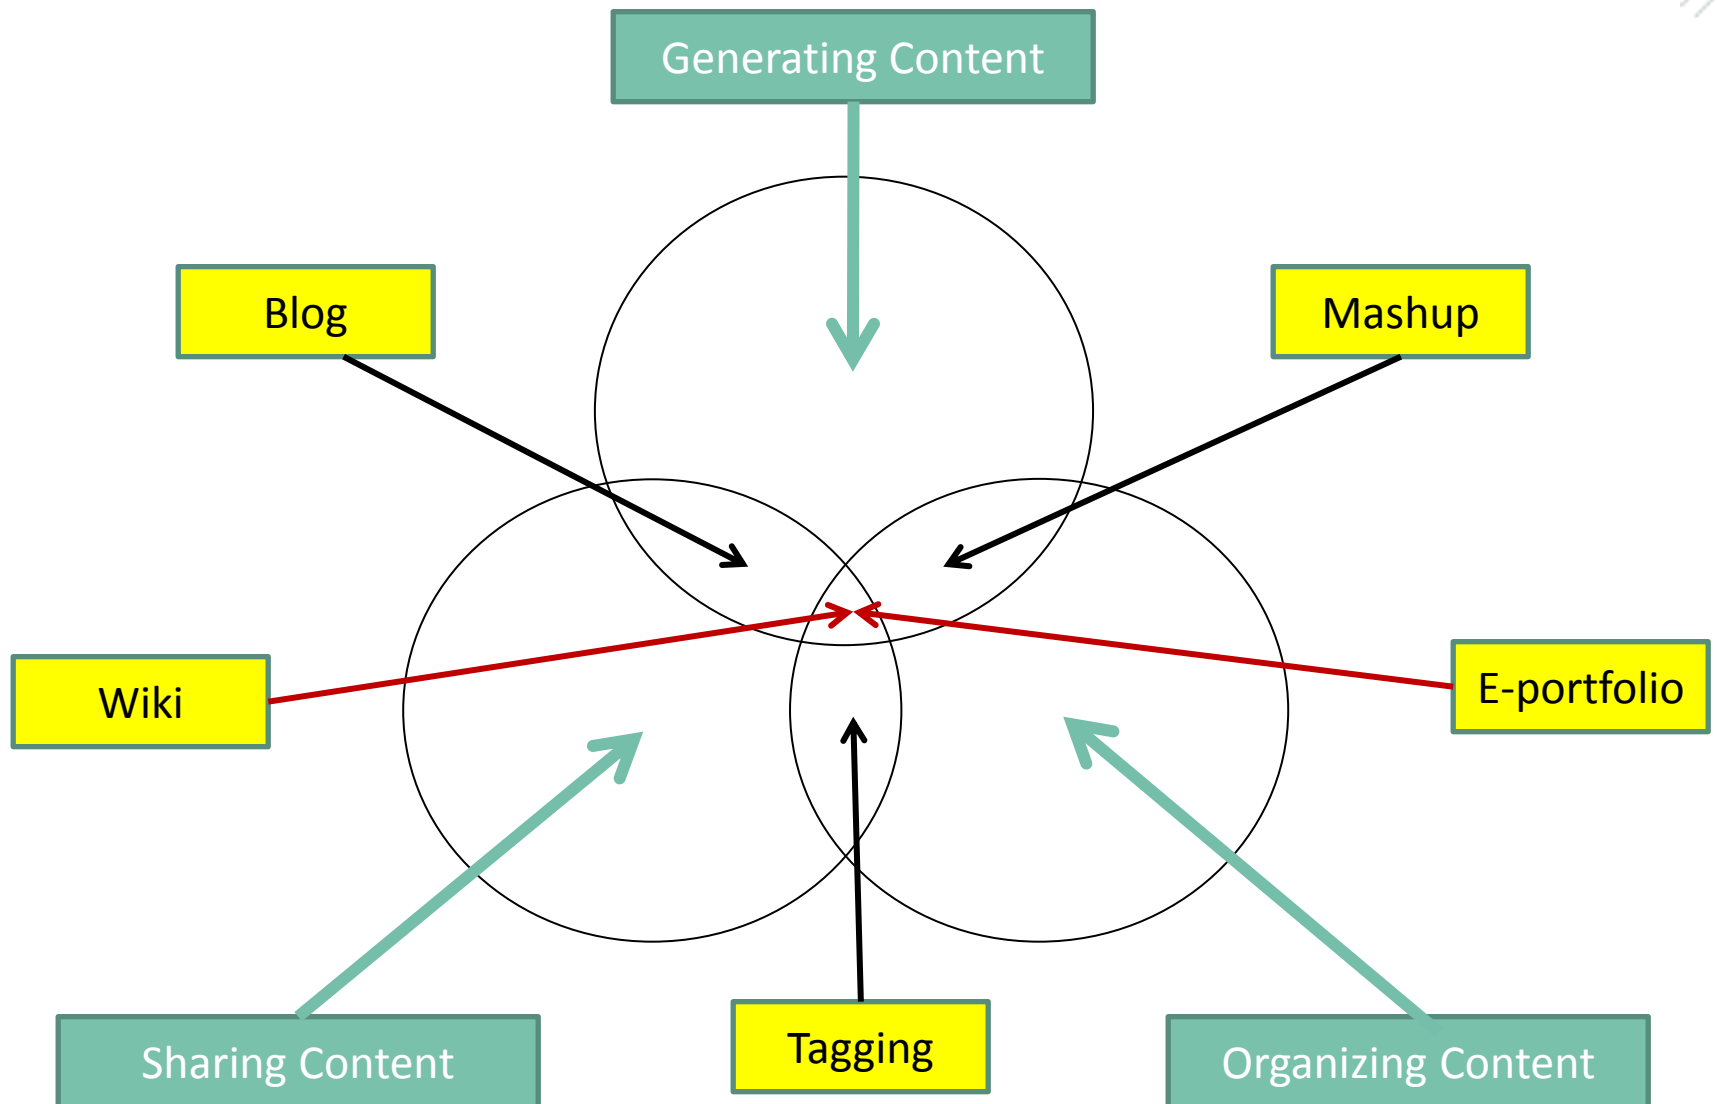 Generating Content
Blog
Mashup
Wiki
E-portfolio
Sharing Content
Tagging
Organizing Content